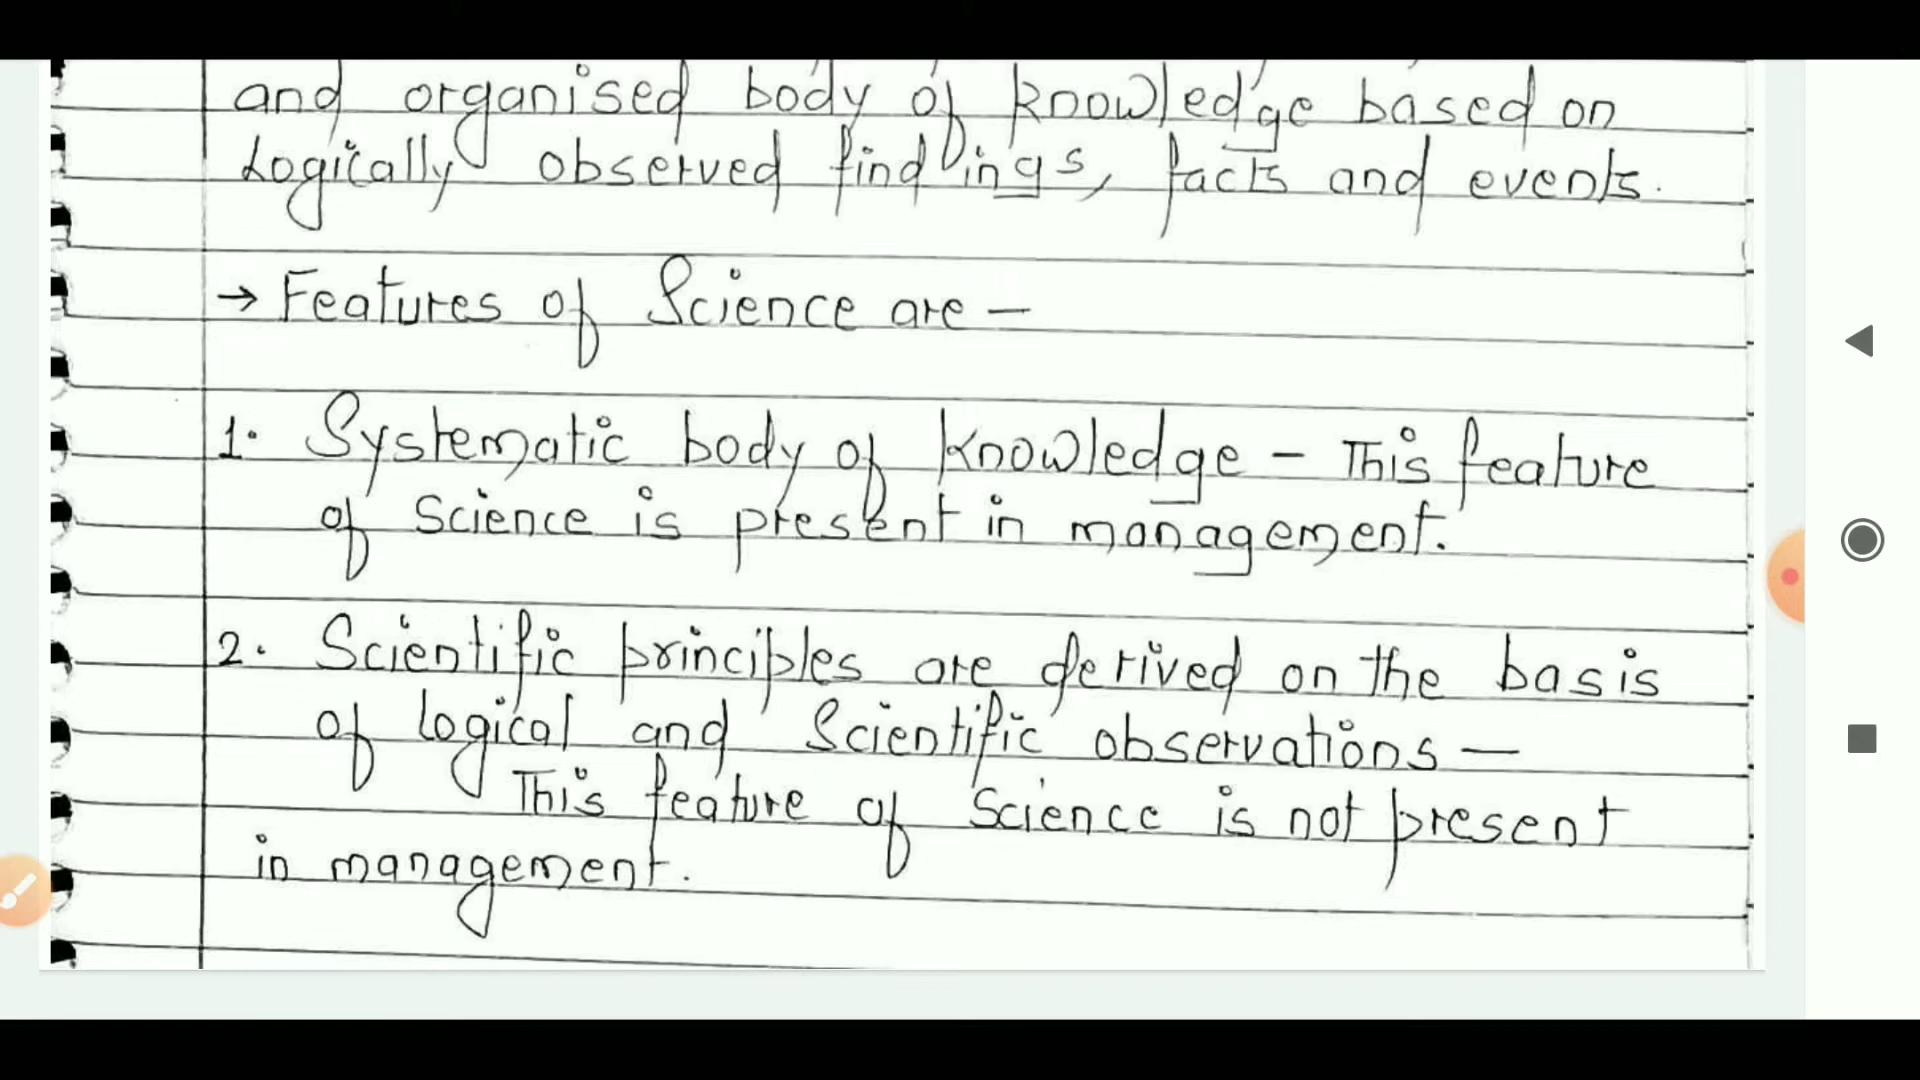 and organised body of knowledge based on
Logically observed findings, facts and events.
→ Features of Science are –
1. Systematic body of knowledge – This feature
of Science is present in management.
2. Scientific principles are derived on the basis
of logical and Scientific observations –
This feature of Science is not present
in management.